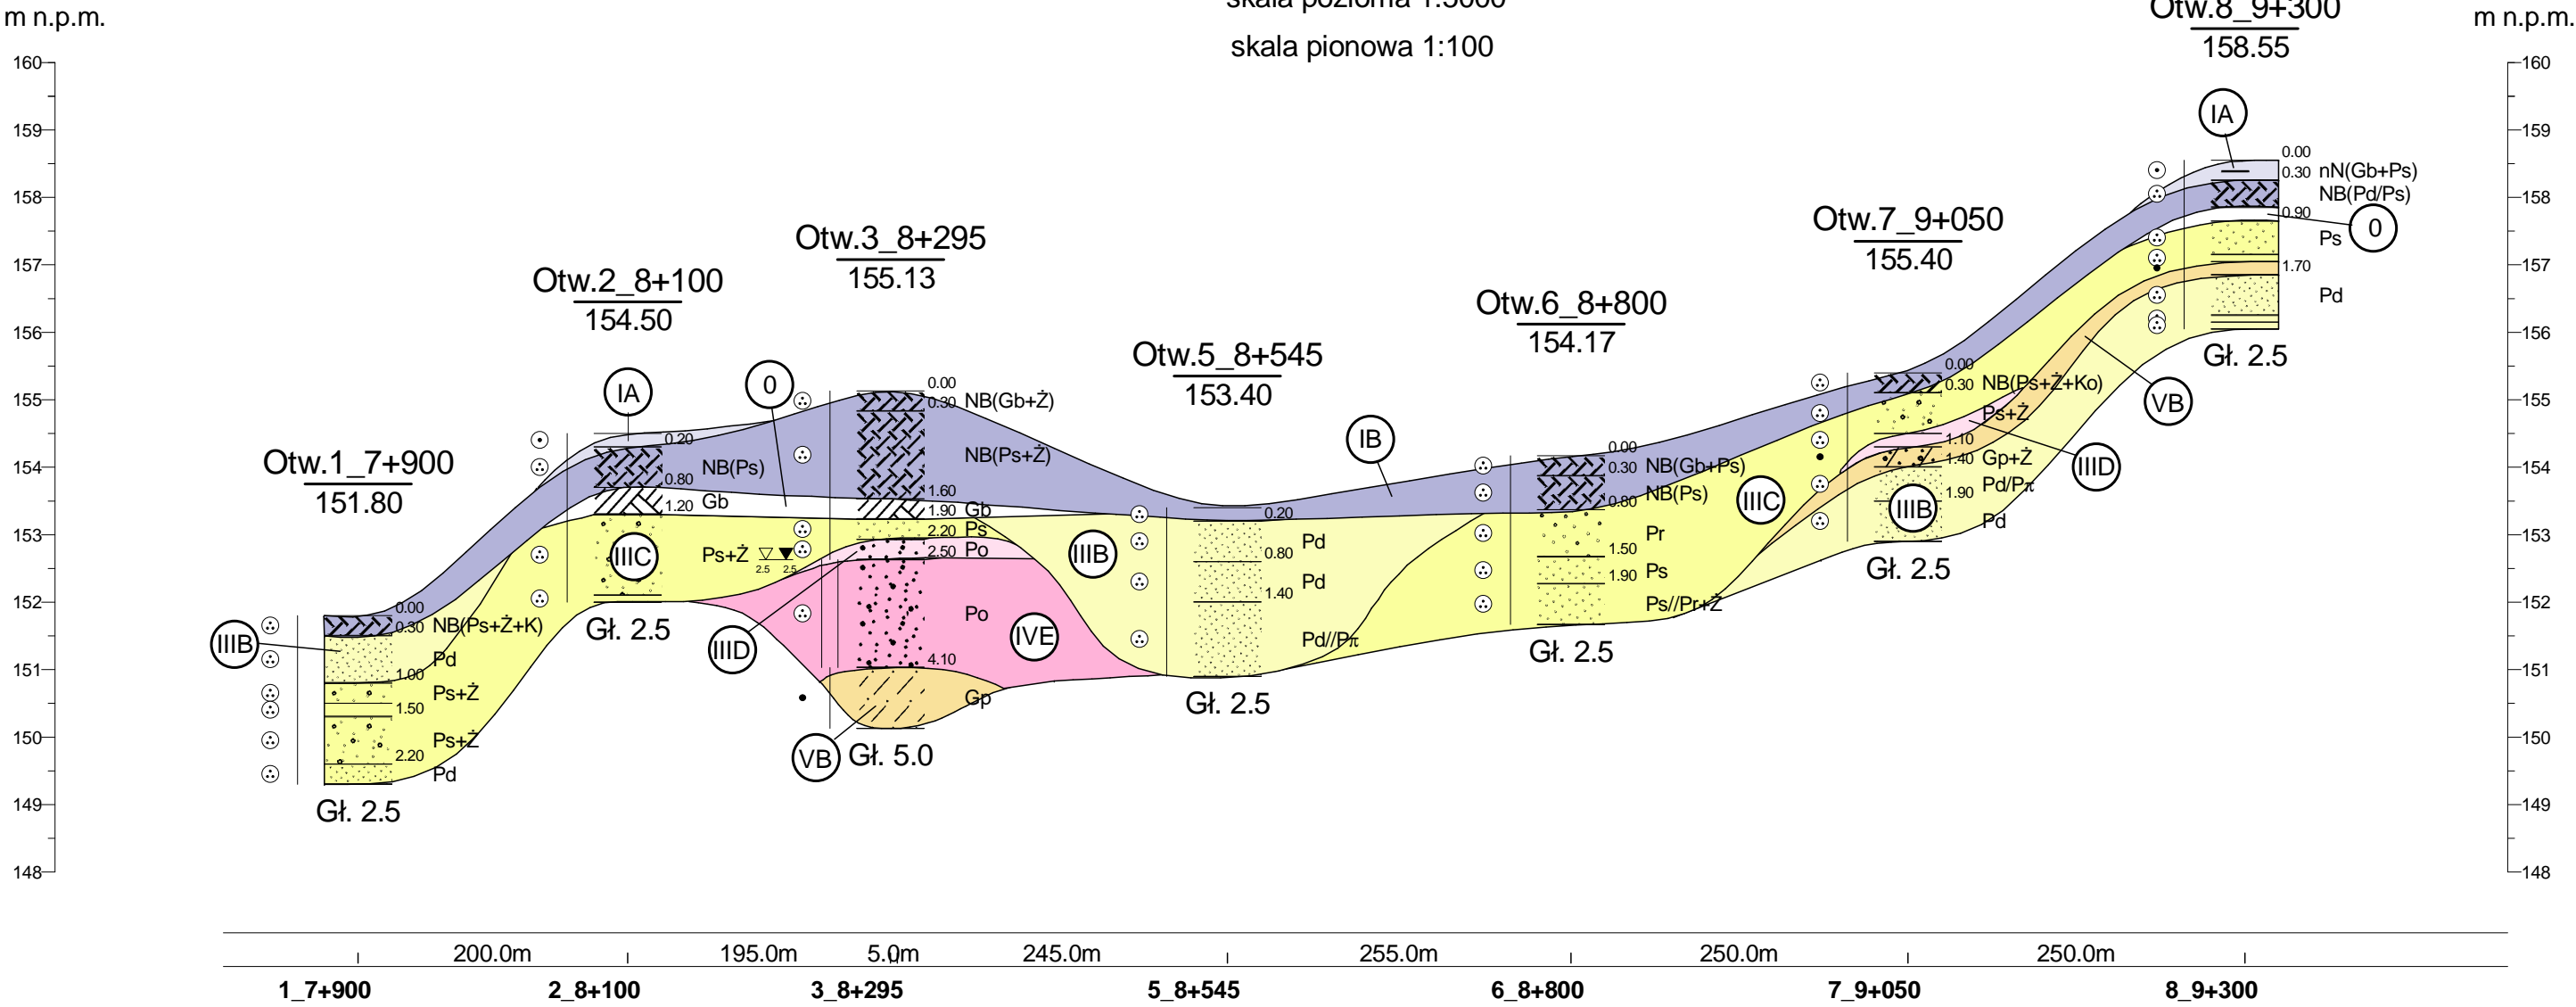 skala pozioma 1:5000
skala pionowa 1:100
m n.p.m.
m n.p.m.
160
159
158
157
156
155
154
153
152
151
150
149
148
160
159
158
157
156
155
154
153
152
151
150
149
148
Otw.1_7+900
151.80
0.00
0.30
NB(Ps+Ż+K)
Pd
1.00
Ps+Ż
1.50
Ps+Ż
2.20
Pd
Gł. 2.5
IIIB
Otw.2_8+100
154.50
IA
0.20
NB(Ps)
0.80
Gb
1.20
Ps+Ż
2.5
2.5
IIIC
Gł. 2.5
0
Otw.3_8+295
155.13
0.00
0.30
NB(Gb+Ż)
NB(Ps+Ż)
1.60
1.90
Gb
Ps
2.20
Po
2.50
Po
4.10
Gp
IIID
IVE
VB
Gł. 5.0
Otw.5_8+545
153.40
0.20
Pd
0.80
Pd
1.40
Pd//Pπ
IIIB
Gł. 2.5
IB
Otw.6_8+800
154.17
0.00
0.30
NB(Gb+Ps)
NB(Ps)
0.80
Pr
1.50
Ps
1.90
Ps//Pr+Ż
Gł. 2.5
IIIC
Otw.7_9+050
155.40
0.00
0.30
NB(Ps+Ż+Ko)
Ps+Ż
1.10
1.40
Gp+Ż
Pd/Pπ
1.90
Pd
IIIB
IIID
VB
Gł. 2.5
Otw.8_9+300
158.55
IA
0.00
0.30
nN(Gb+Ps)
NB(Pd/Ps)
0.90
0
Ps
1.70
Pd
Gł. 2.5
200.0m
195.0m
5.0m
245.0m
255.0m
250.0m
250.0m
1_7+900
2_8+100
3_8+295
5_8+545
6_8+800
7_9+050
8_9+300